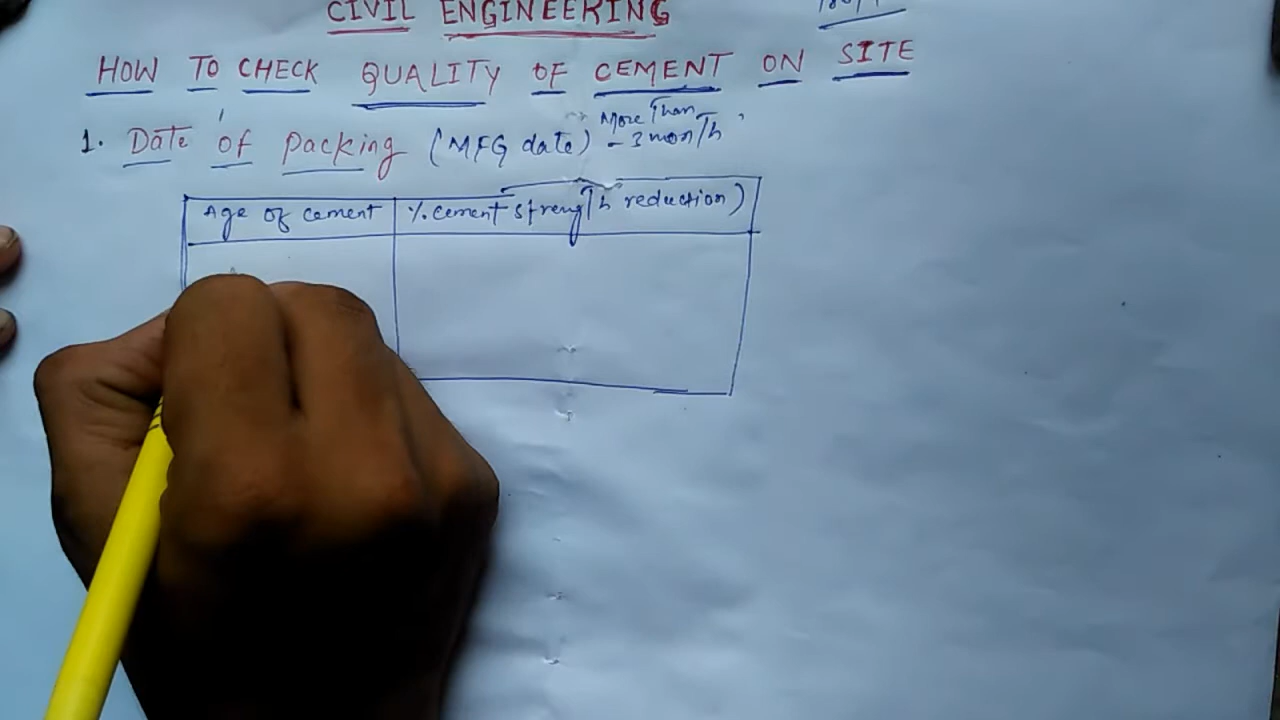 CIVIL ENGINEERING
HOW TO CHECK QUALITY OF CEMENT ON SITE
1. Date of Packing (MFG date) - More Than 3 month
Age of cement
% cement strength reduction)